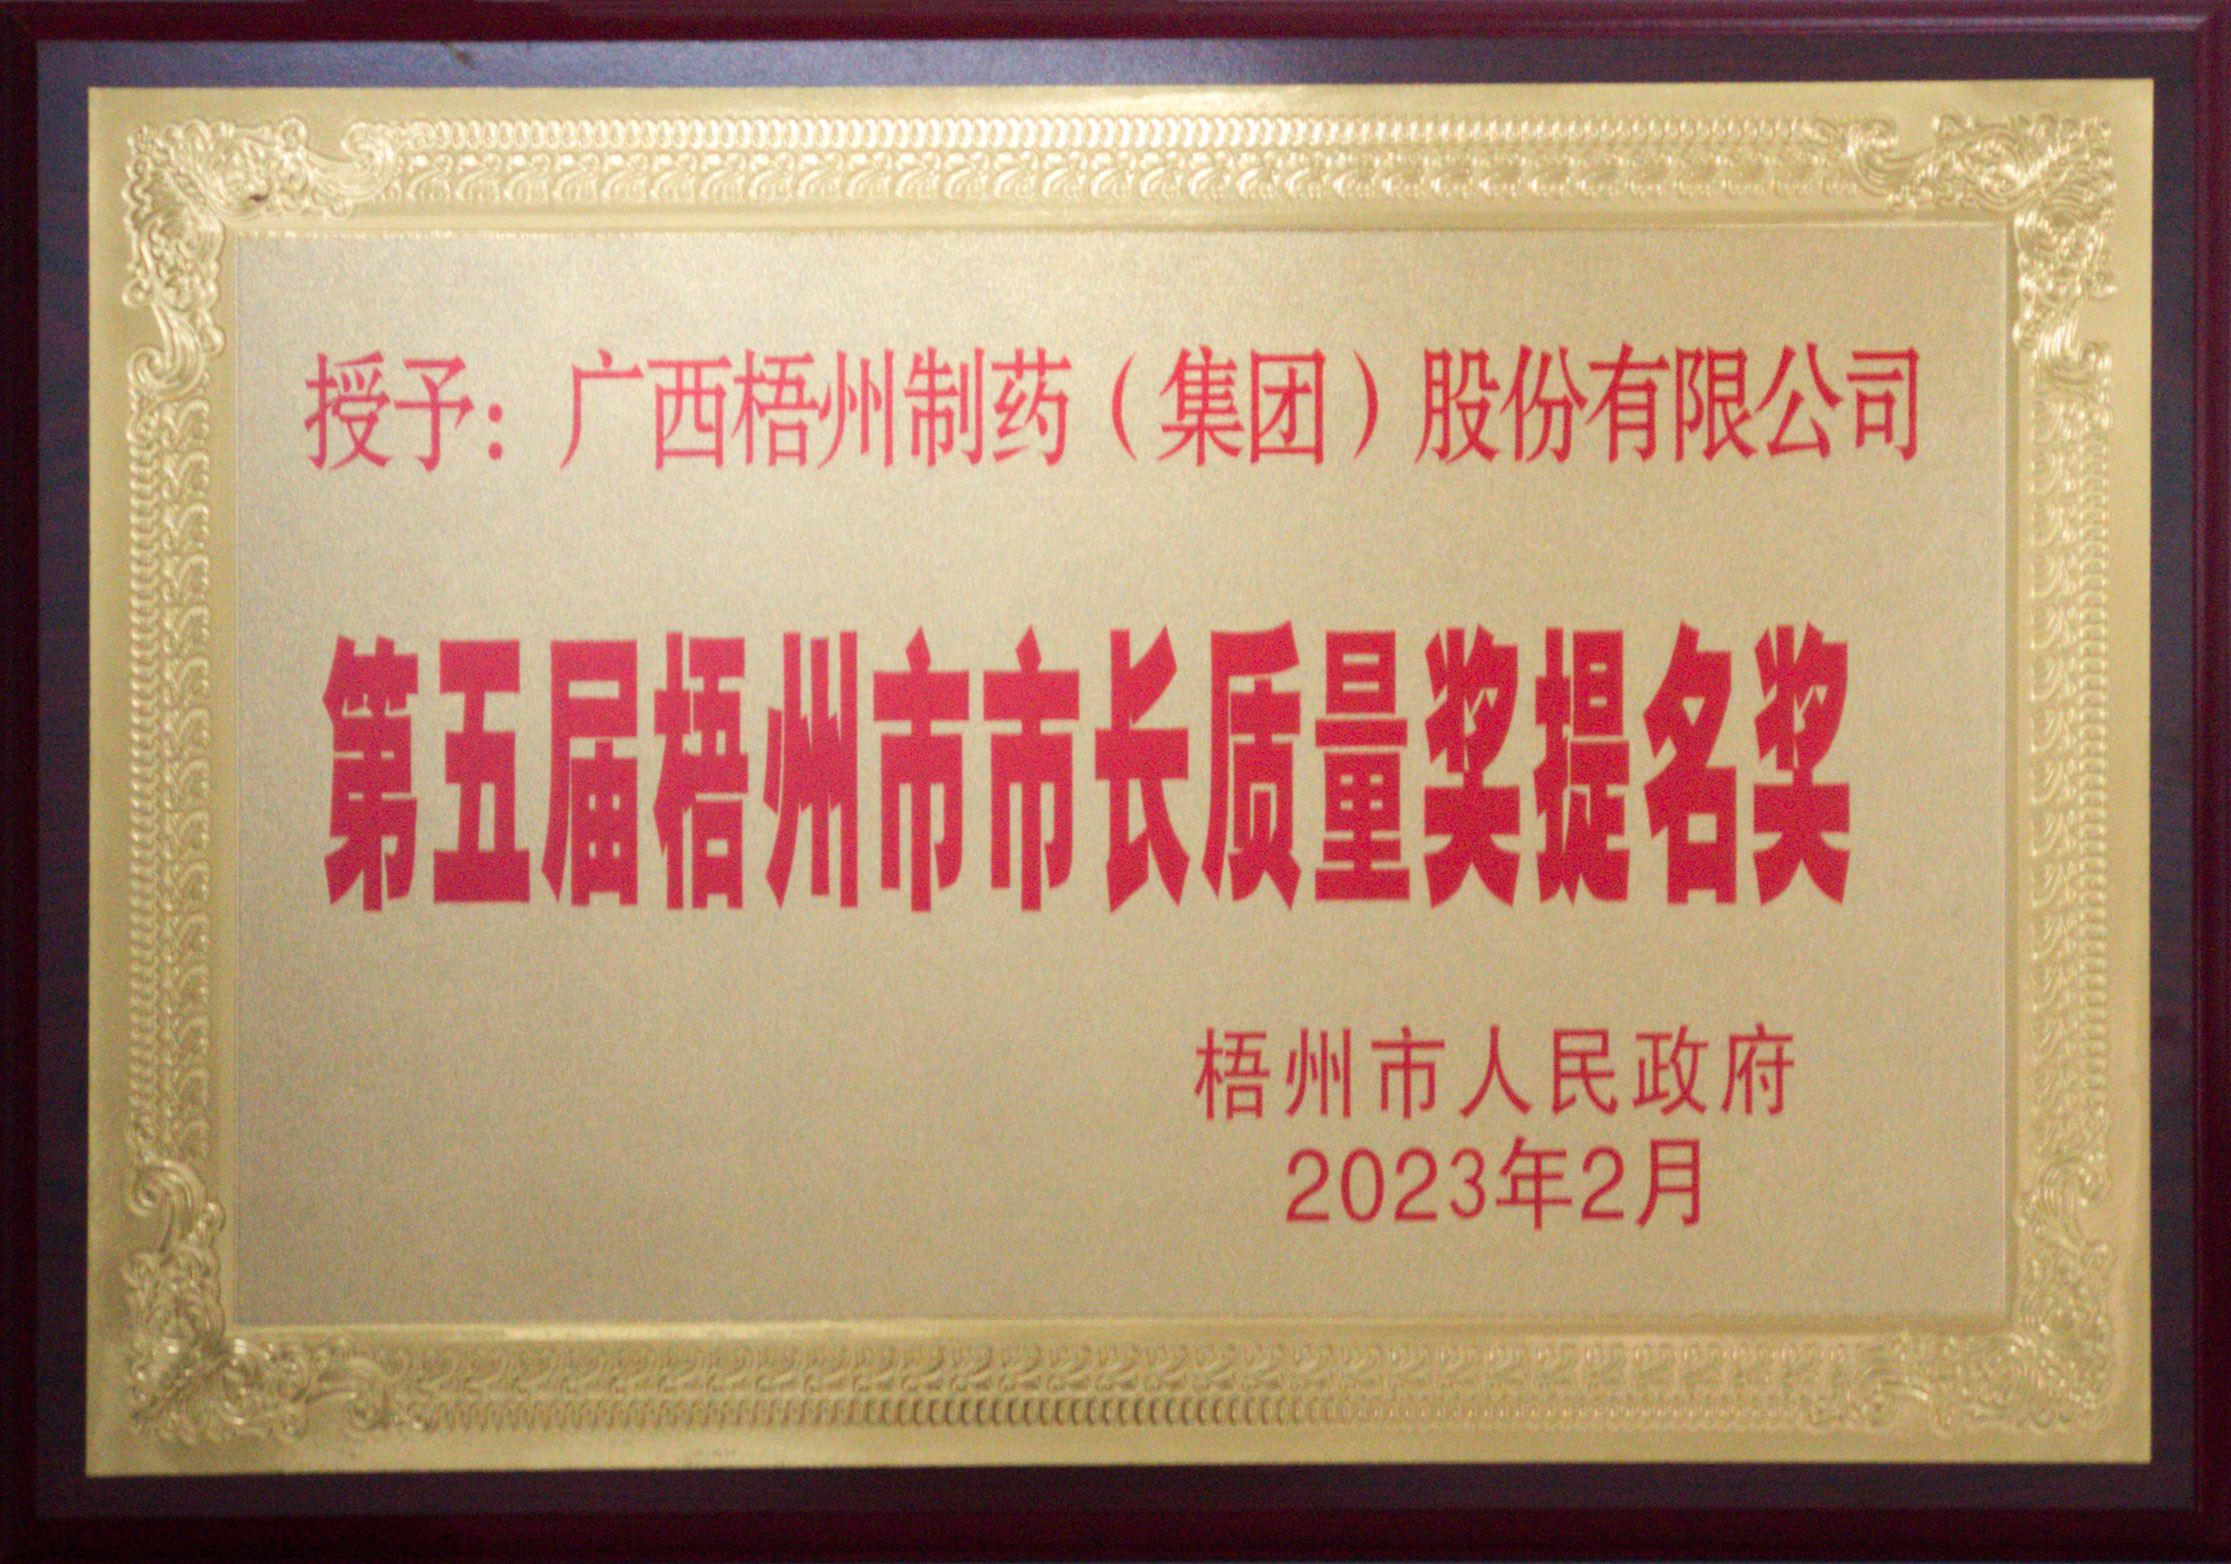 授予：广西梧州制药（集团）股份有限公司
第五届梧州市市长质量奖提名奖
梧州市人民政府
2023年2月